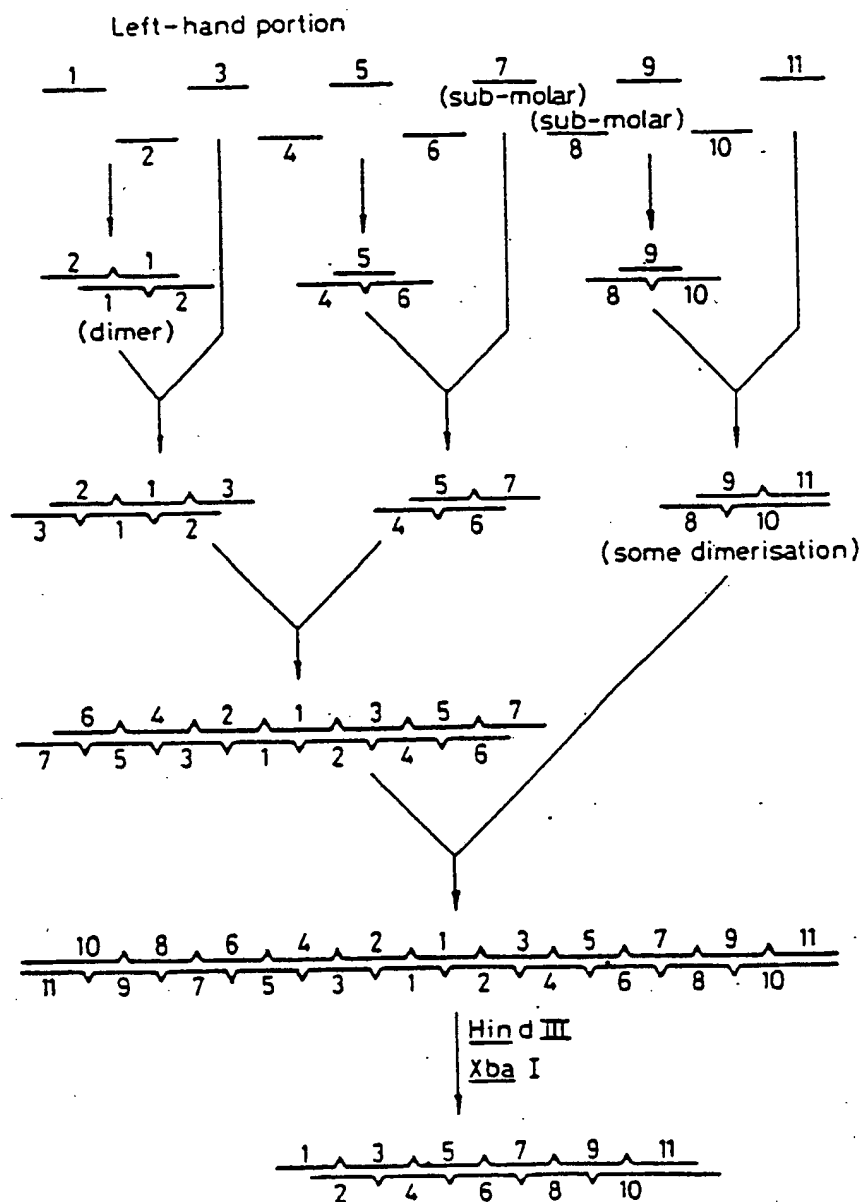 Left-hand portion
1 3 5 7 9 11
(sub-molar)
(sub-molar)
2 4 6 8 10
2 1 5 9
1 2 4 6 8 10
(dimer)
2 1 3 5 7 9 11
3 1 2 4 6 8 10
(some dimerisation)
6 4 2 1 3 5 7
7 5 3 1 2 4 6
10 8 6 4 2 1 3 5 7 9 11
11 9 7 5 3 1 2 4 6 8 10
Hind III
Xba I
1 3 5 7 9 11
2 4 6 8 10